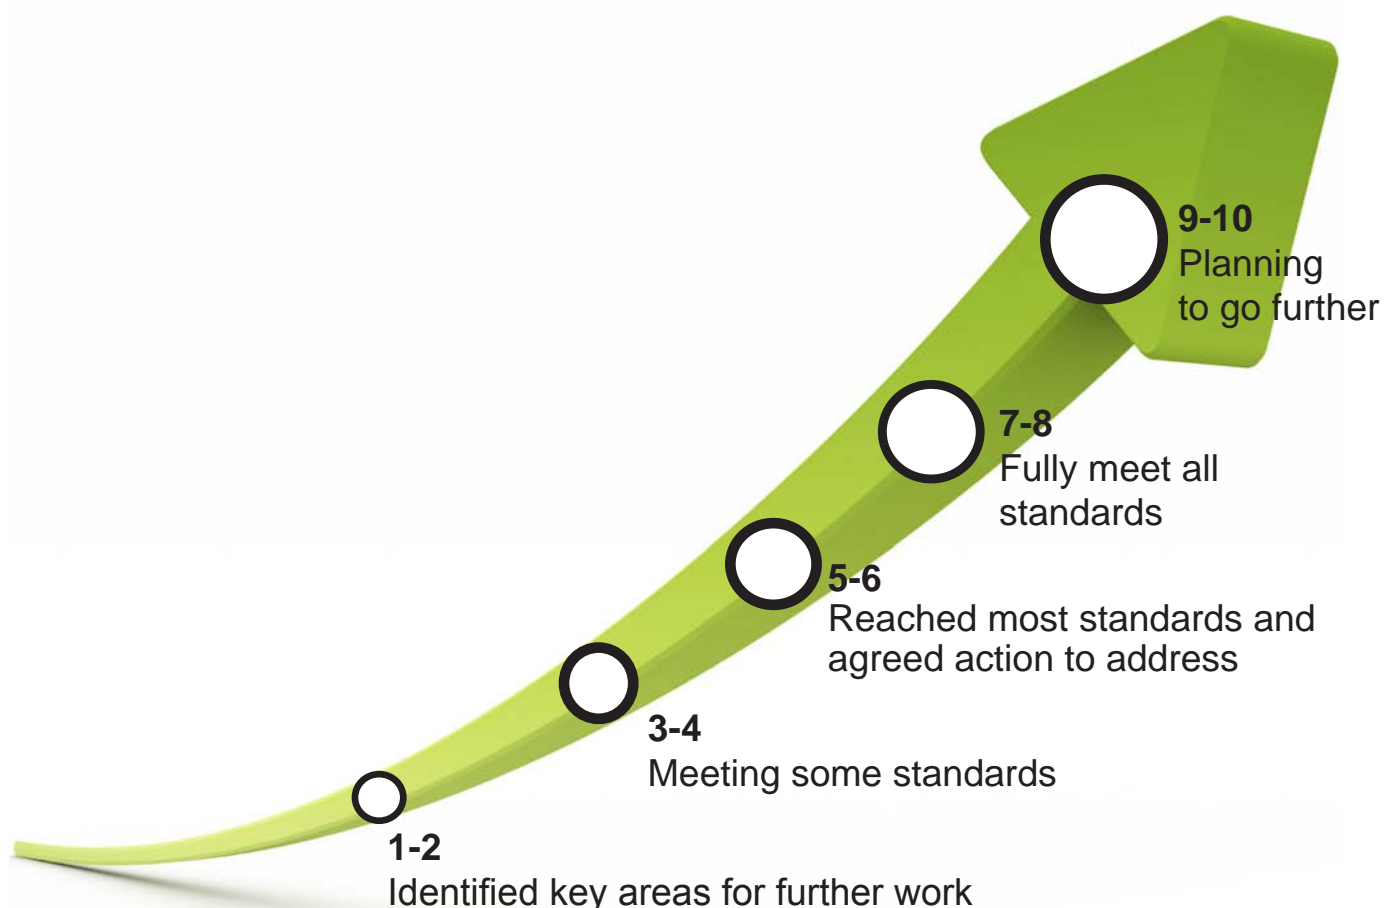 9-10
Planning
to go further
7-8
Fully meet all
standards
5-6
Reached most standards and
agreed action to address
3-4
Meeting some standards
1-2
Identified key areas for further work